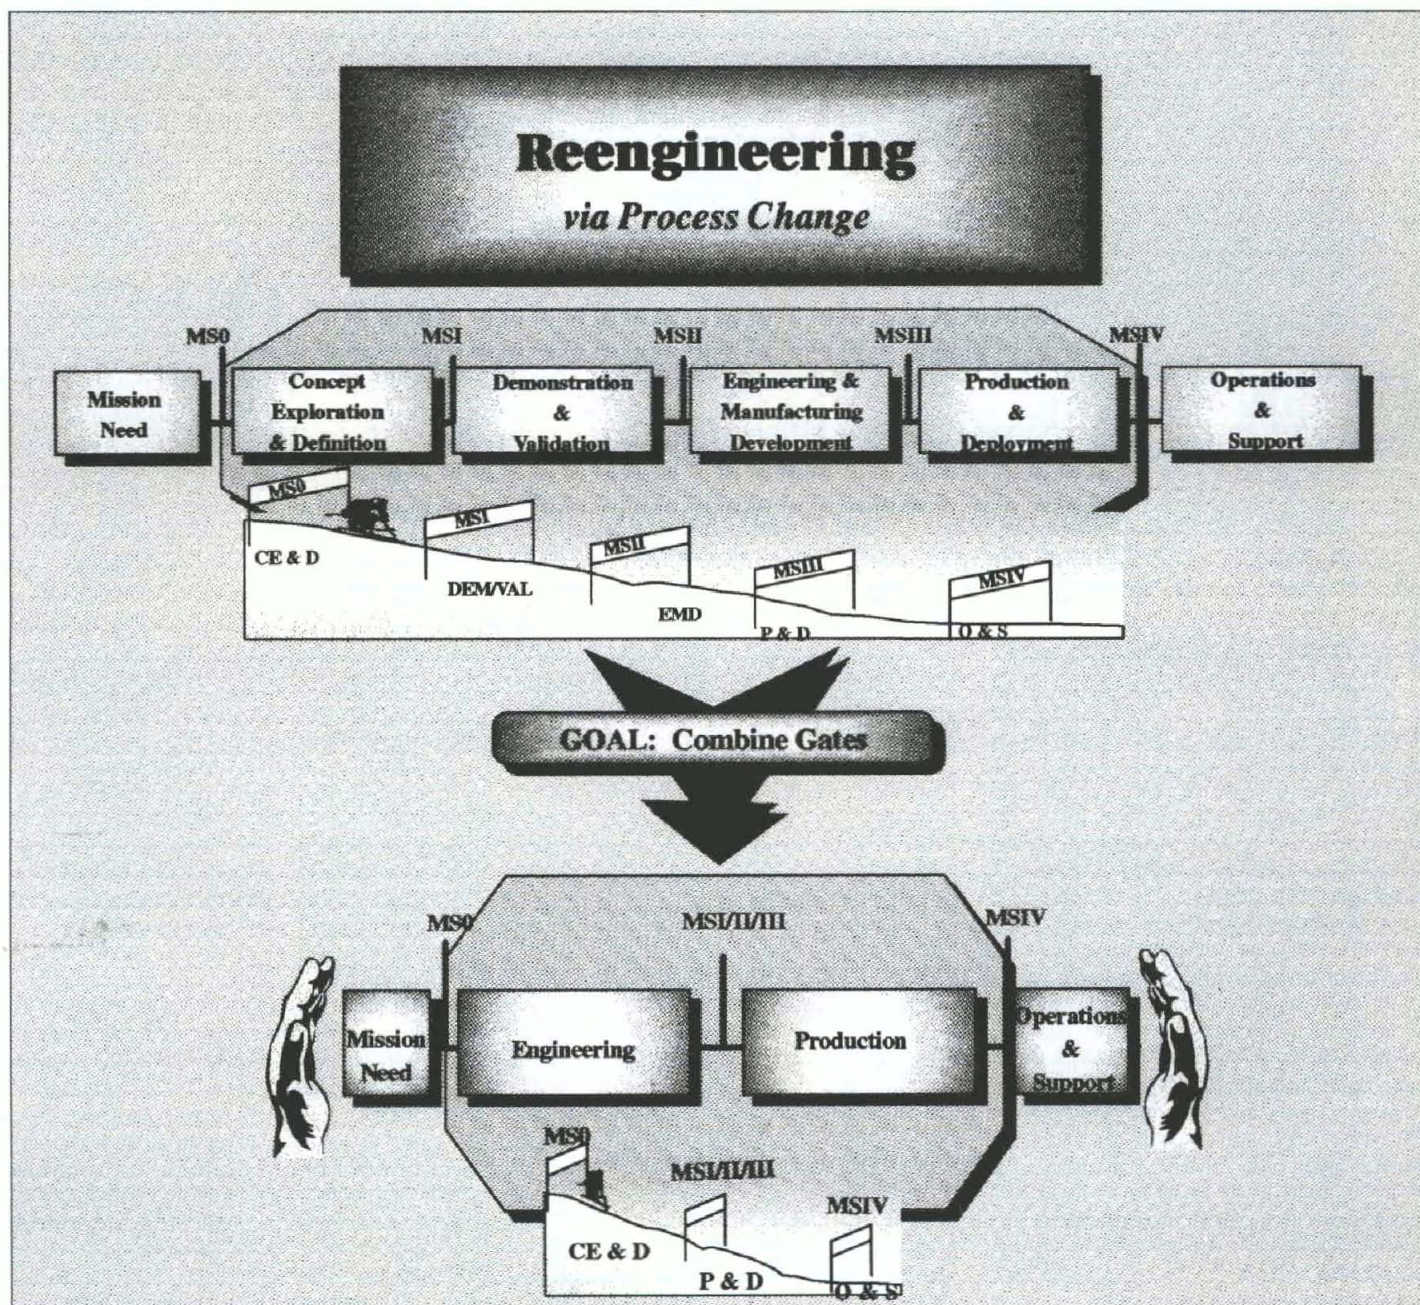 Reengineering
via Process Change
MS0
MSI
MSII
MSIII
MSIV
Mission
Need
Concept
Exploration
& Definition
Demonstration
&
Validation
Engineering &
Manufacturing
Development
Production
&
Deployment
Operations
&
Support
MS0
MSI
MSII
MSIII
MSIV
CE & D
DEM/VAL
EMD
P & D
O & S
GOAL: Combine Gates
MS0
MSI/II/III
MSIV
Mission
Need
Engineering
Production
Operations
&
Support
MS0
MSI/II/III
MSIV
CE & D
P & D
O & S